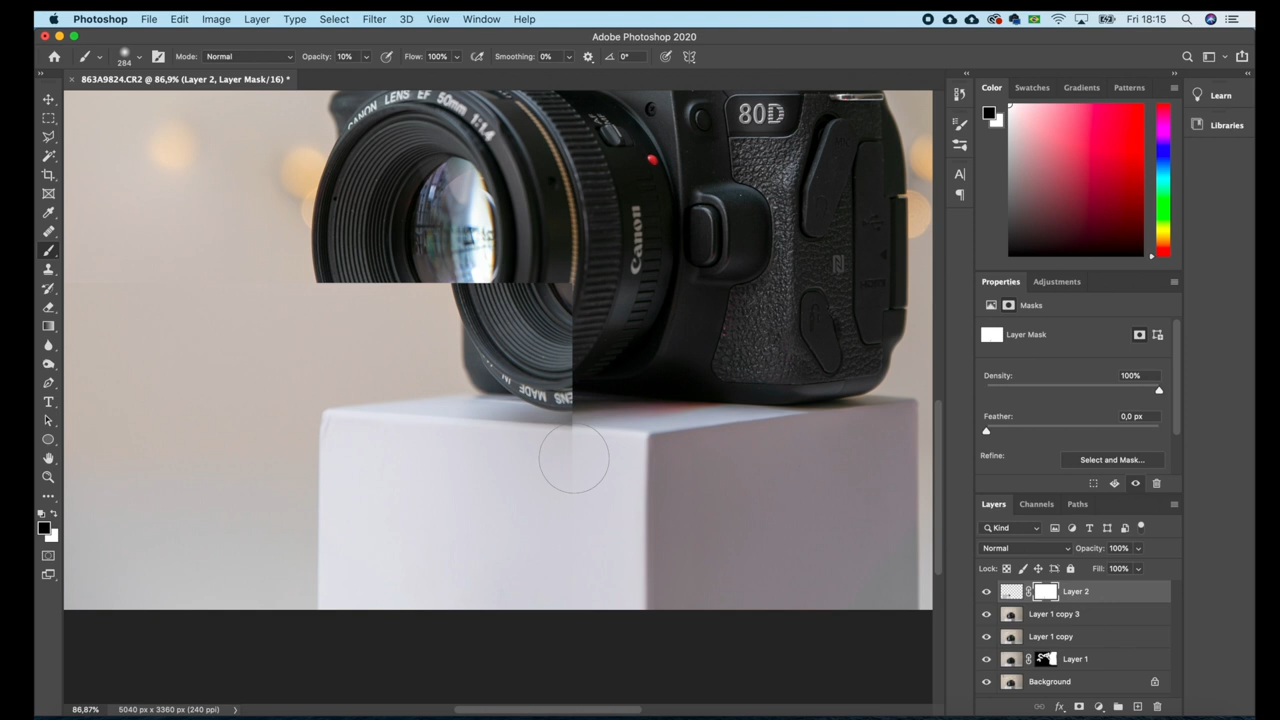 Photoshop File Edit Image Layer Type Select Filter 3D View Window Help Fri 18:15
Adobe Photoshop 2020
284 Mode: Normal Opacity: 10% Flow: 100% Smoothing: 0% 0°
× 863A9824.CR2 @ 86,9% (Layer 2, Layer Mask/16) *
Color Swatches Gradients Patterns
Learn
Libraries
CANON LENS EF 50mm 1:1.4
80D
AF
Canon
MADE IN
LENS
Properties Adjustments
Masks
Layer Mask
Density: 100%
Feather: 0,0 px
Refine: Select and Mask...
Layers Channels Paths
Kind
Normal Opacity: 100%
Lock: Fill: 100%
Layer 2
Layer 1 copy 3
Layer 1 copy
Layer 1
Background
86,87% 5040 px x 3360 px (240 ppi)
fx